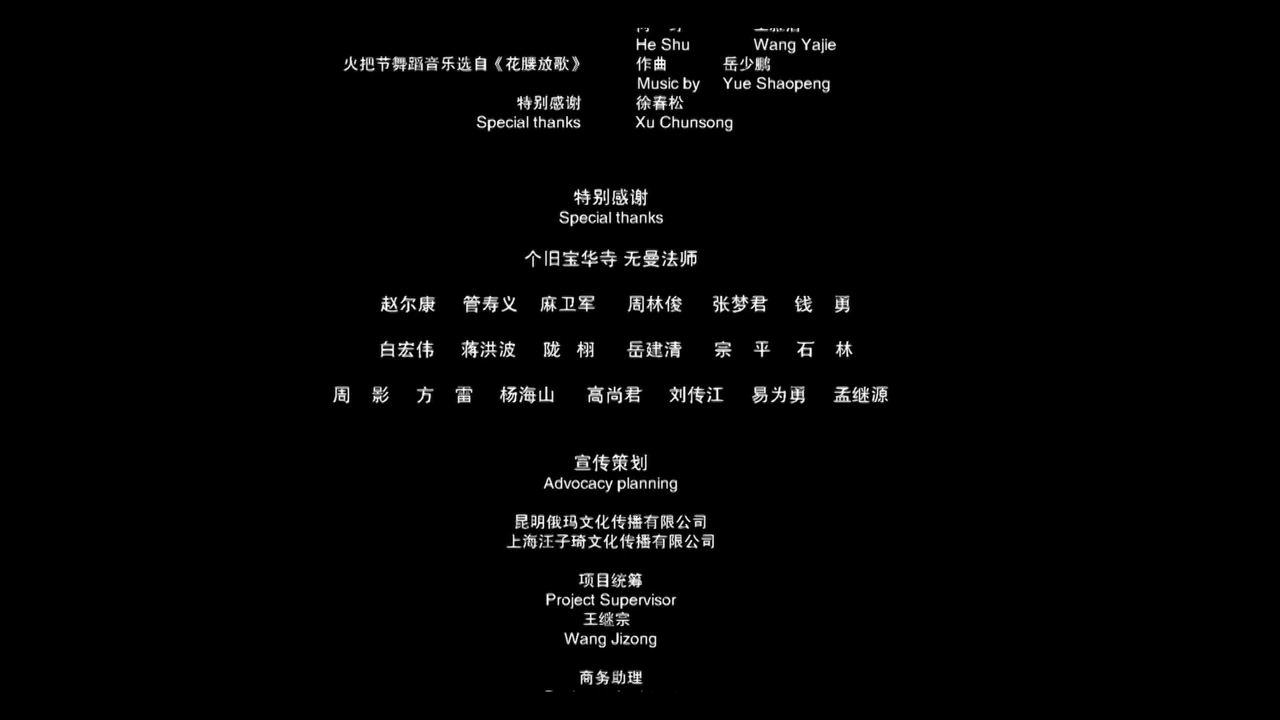 He Shu Wang Yajie
火把节舞蹈音乐选自《花腰放歌》 作曲 岳少鹏
Music by Yue Shaopeng
特别感谢 徐春松
Special thanks Xu Chunsong
特别感谢
Special thanks
个旧宝华寺 无曼法师
赵尔康 管寿义 麻卫军 周林俊 张梦君 钱 勇
白宏伟 蒋洪波 陇 栩 岳建清 宗 平 石 林
周 影 方 雷 杨海山 高尚君 刘传江 易为勇 孟继源
宣传策划
Advocacy planning
昆明俄玛文化传播有限公司
上海汪子琦文化传播有限公司
项目统筹
Project Supervisor
王继宗
Wang Jizong
商务助理